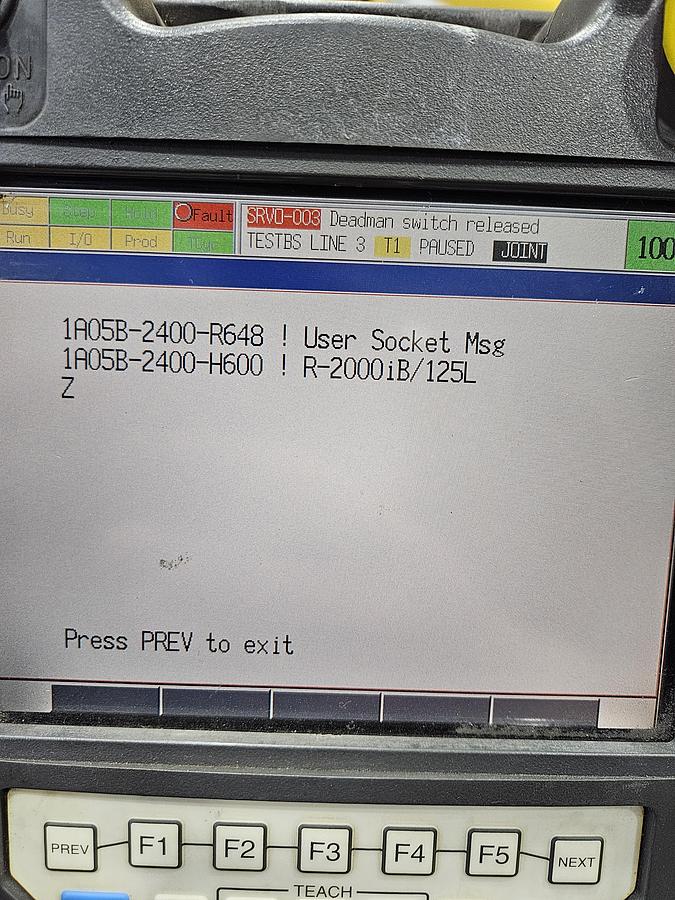 ON
Busy Step Hold Fault
Run I/O Prod TCyc
SRVO-003 Deadman switch released
TESTBS LINE 3 T1 PAUSED JOINT
100
1A05B-2400-R648 ! User Socket Msg
1A05B-2400-H600 ! R-2000iB/125L
Z
Press PREV to exit
PREV F1 F2 F3 F4 F5 NEXT
TEACH